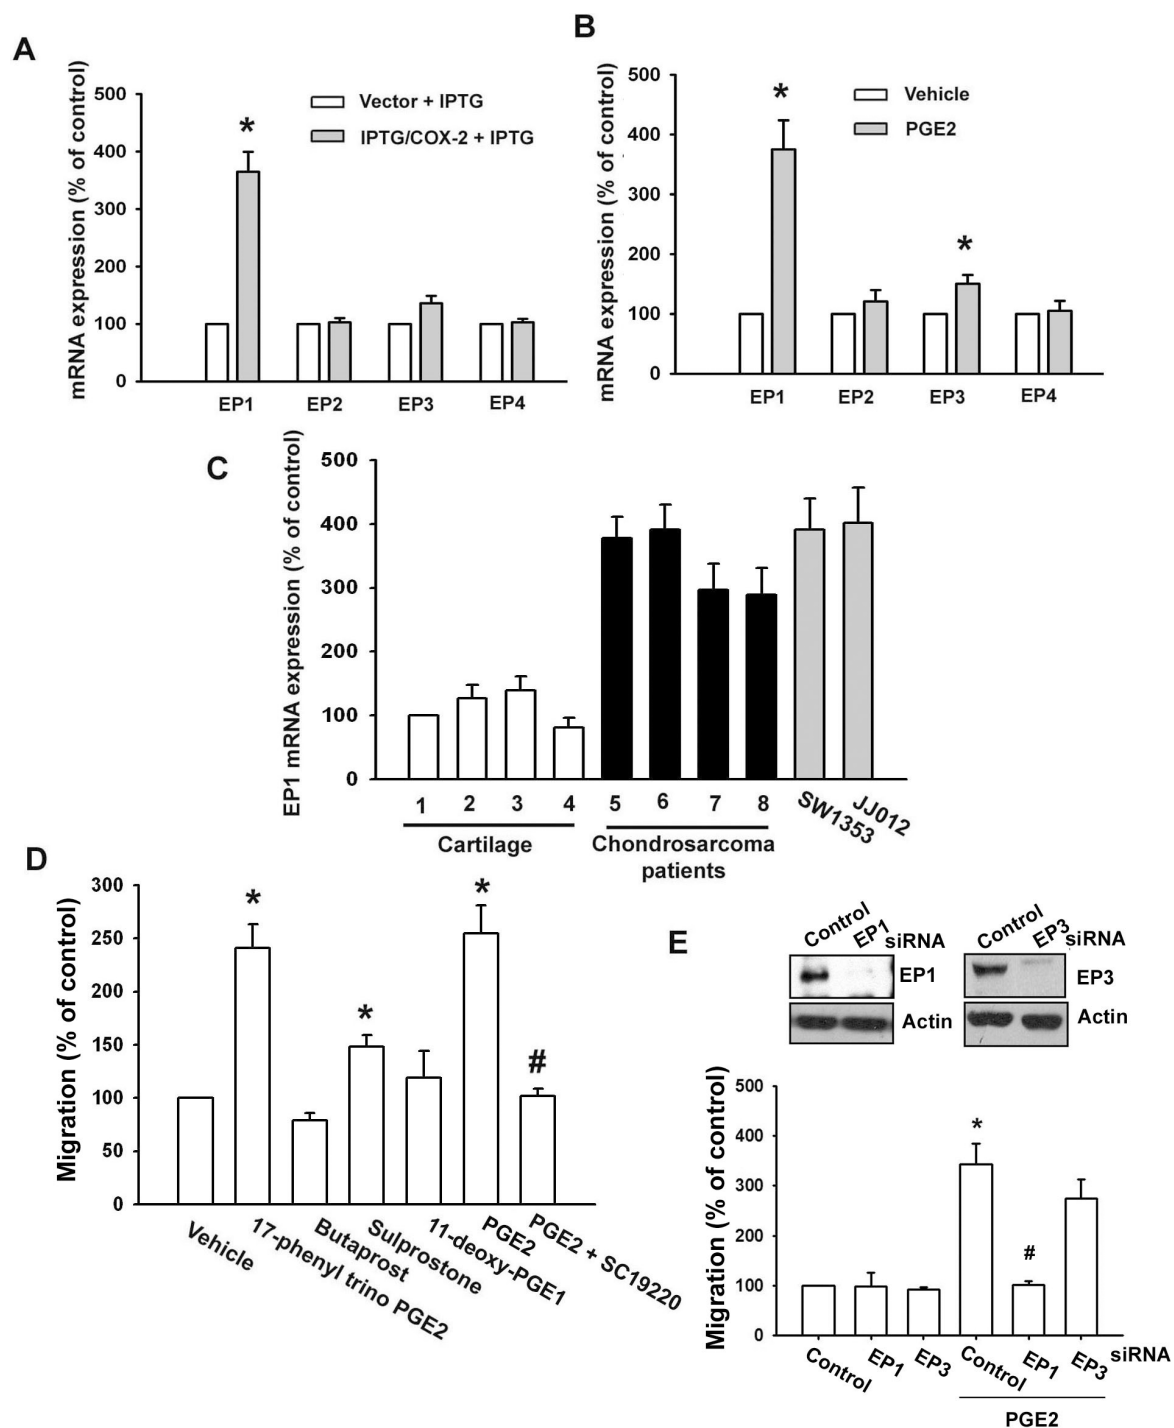 A
mRNA expression (% of control)
500
400
300
200
100
0
*
Vector + IPTG
IPTG/COX-2 + IPTG
EP1 EP2 EP3 EP4
B
mRNA expression (% of control)
500
400
300
200
100
0
*
*
Vehicle
PGE2
EP1 EP2 EP3 EP4
C
EP1 mRNA expression (% of control)
500
400
300
200
100
0
1 2 3 4 5 6 7 8 SW1353 JJ012
Cartilage
Chondrosarcoma
patients
D
Migration (% of control)
300
250
200
150
100
50
0
*
*
*
#
Vehicle
17-phenyl trino PGE2
Butaprost
Sulprostone
11-deoxy-PGE1
PGE2
PGE2 + SC19220
E
Control EP1 siRNA
EP1
Actin
Control EP3 siRNA
EP3
Actin
Migration (% of control)
500
400
300
200
100
0
*
#
Control EP1 EP3 Control EP1 EP3 siRNA
PGE2